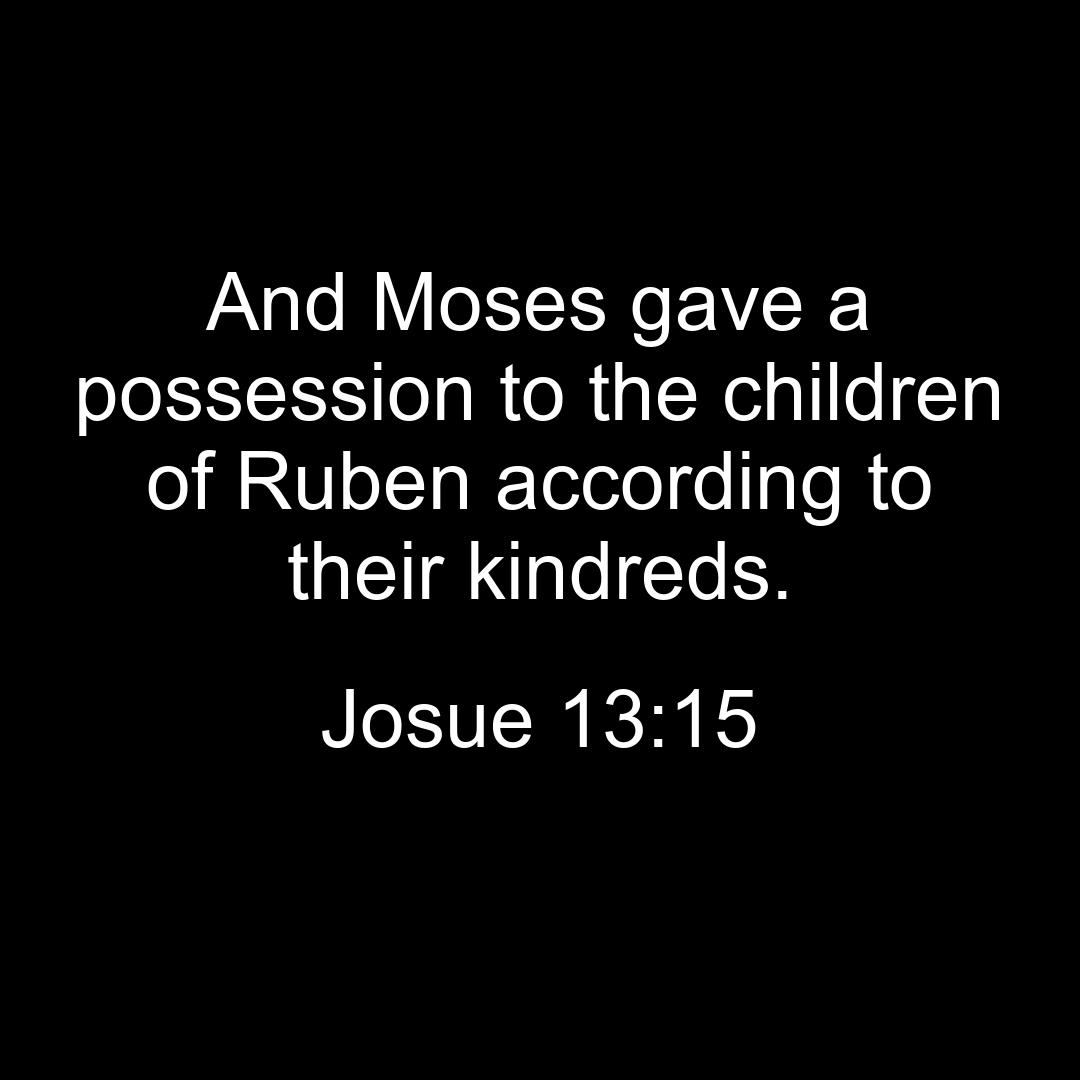 And Moses gave a
possession to the children
of Ruben according to
their kindreds.
Josue 13:15